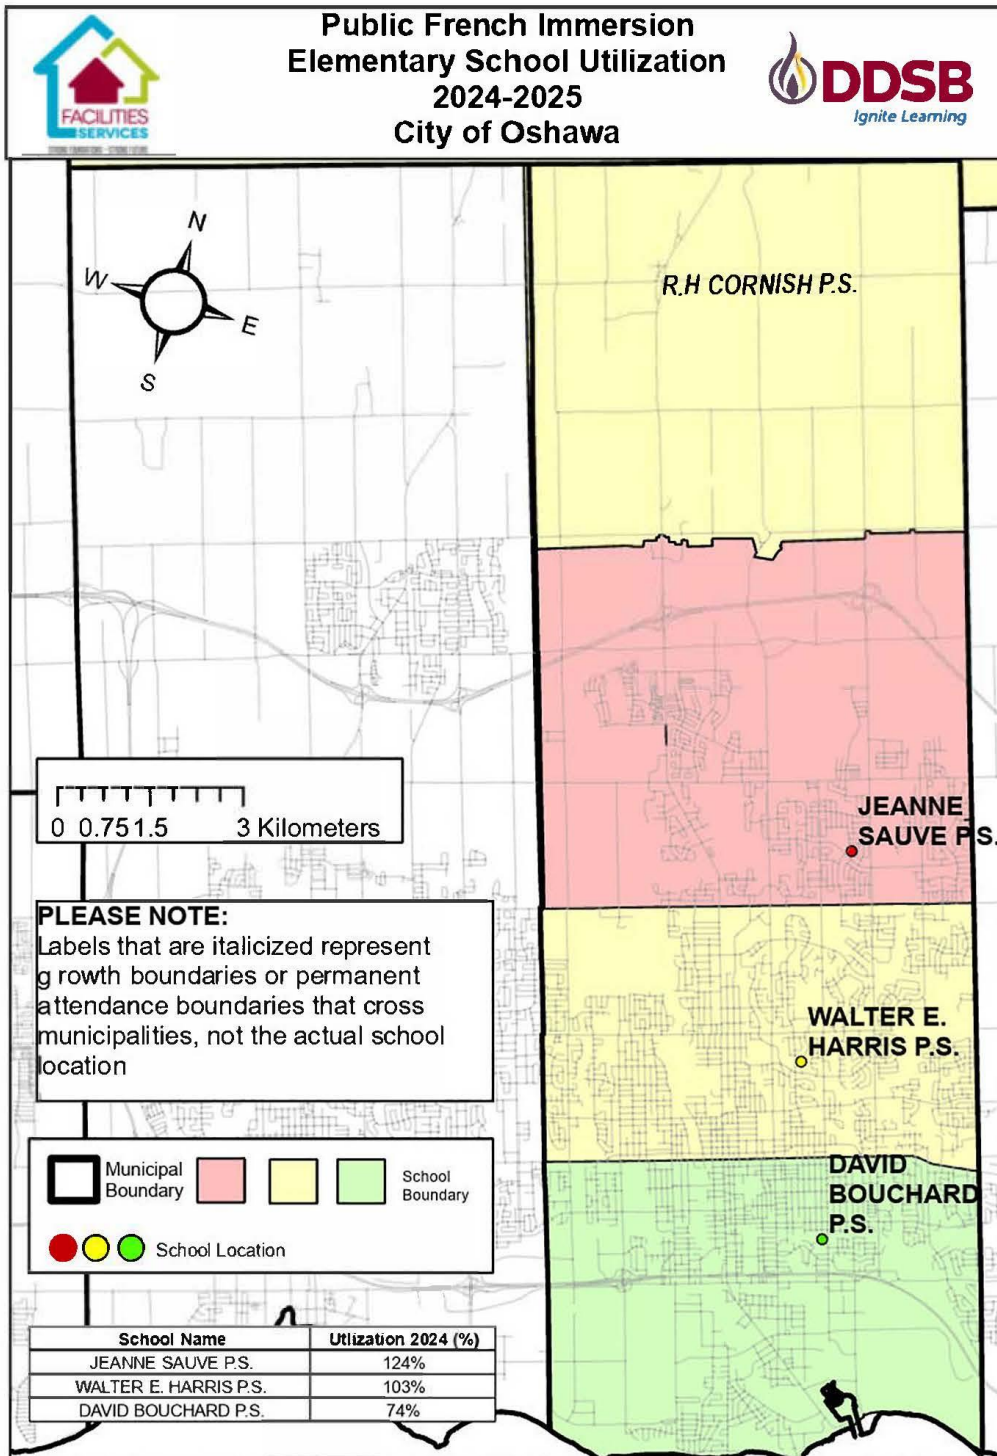 Public French Immersion
Elementary School Utilization
2024-2025
City of Oshawa
FACILITIES
SERVICES
DDSB
Ignite Learning
N
W
E
S
R.H CORNISH P.S.
0 0.75 1.5 3 Kilometers
JEANNE
SAUVE P.S.
PLEASE NOTE:
Labels that are italicized represent
g rowth boundaries or permanent
attendance boundaries that cross
municipalities, not the actual school
location
WALTER E.
HARRIS P.S.
DAVID
BOUCHARD
P.S.
Municipal
Boundary
School
Boundary
School Location
School Name Utlization 2024 (%)
JEANNE SAUVE P.S. 124%
WALTER E. HARRIS P.S. 103%
DAVID BOUCHARD P.S. 74%